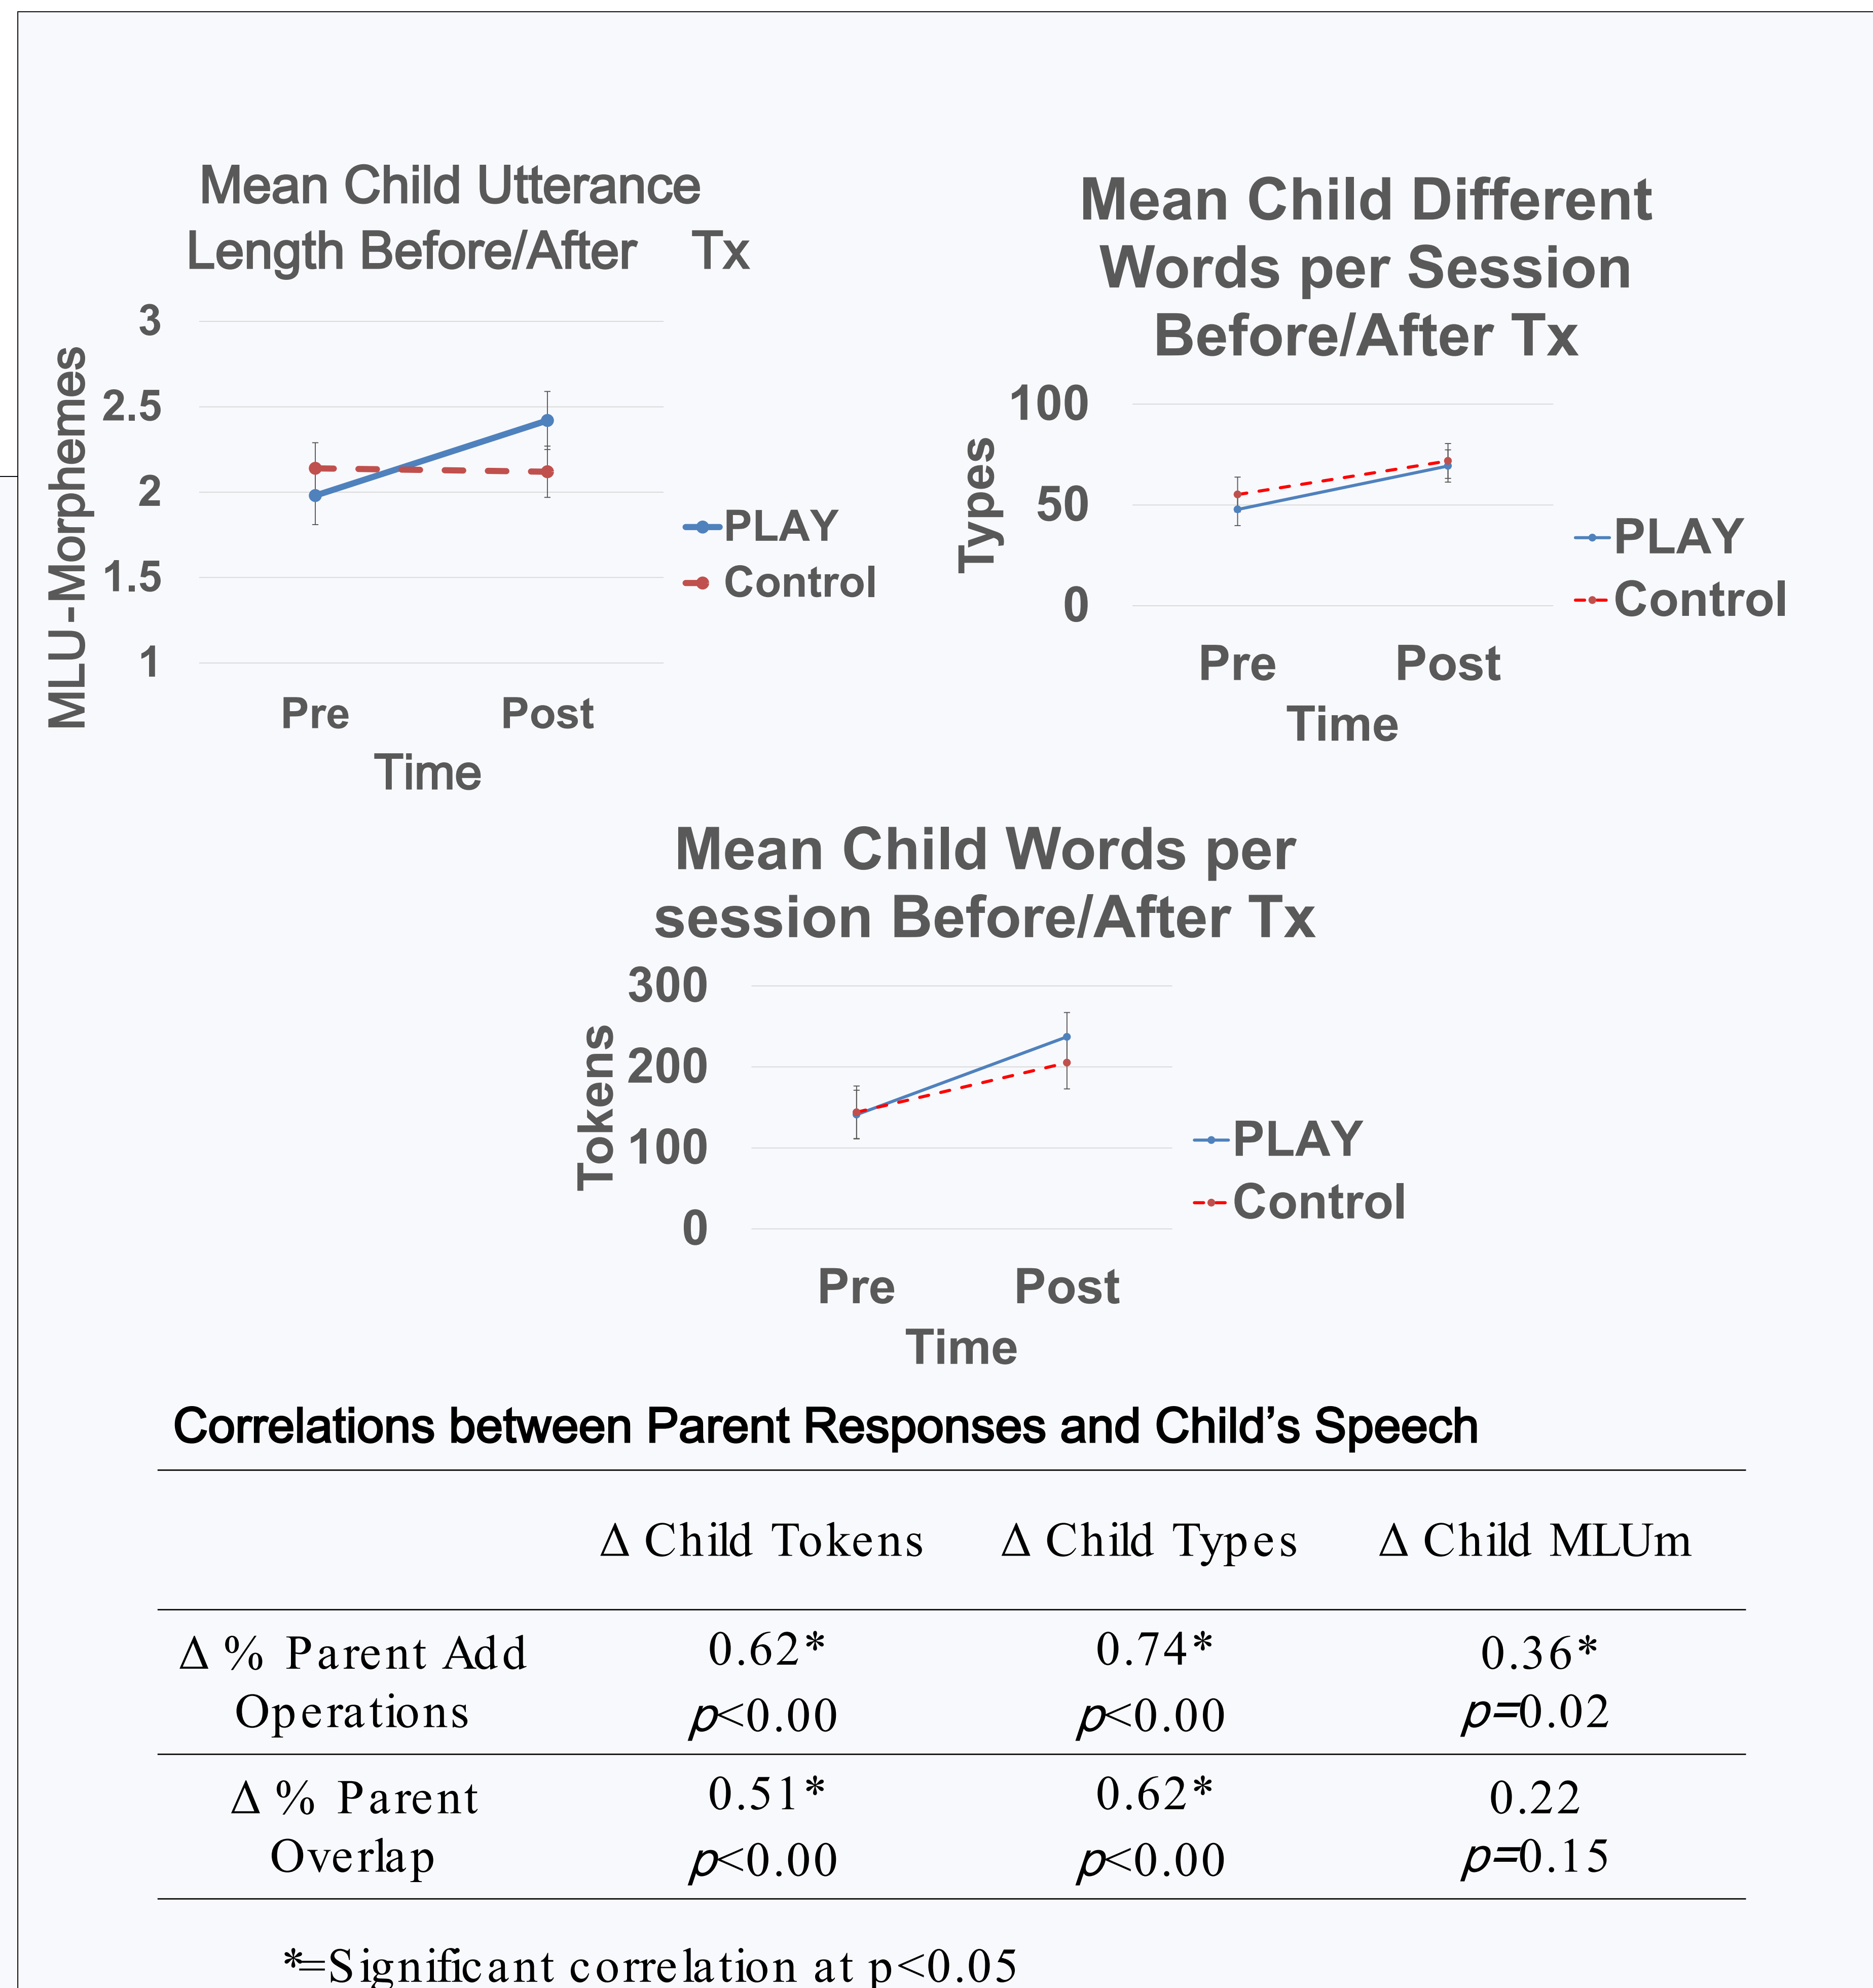 Mean Child Utterance
Length Before/After Tx
3
2.5
2
1.5
1
MLU-Morphemes
Pre Post
Time
PLAY
Control
Mean Child Different
Words per Session
Before/After Tx
100
50
0
Types
Pre Post
Time
PLAY
Control
Mean Child Words per
session Before/After Tx
300
200
100
0
Tokens
Pre Post
Time
PLAY
Control
Correlations between Parent Responses and Child’s Speech
Δ Child Tokens Δ Child Types Δ Child MLUm
Δ % Parent Add 0.62* 0.74* 0.36*
Operations p<0.00 p<0.00 p=0.02
Δ % Parent 0.51* 0.62* 0.22
Overlap p<0.00 p<0.00 p=0.15
*=Significant correlation at p<0.05